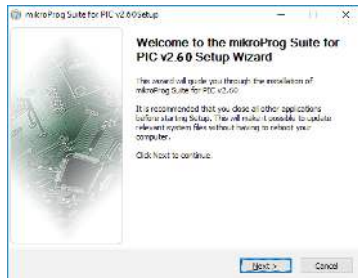 mikroProg Suite for PIC v2.60 Setup
Welcome to the mikroProg Suite for
PIC v2.60 Setup Wizard
This wizard will guide you through the installation of
mikroProg Suite for PIC v2.60
It is recommended that you close all other applications
before starting Setup. This will make it possible to update
relevant system files without having to reboot your
computer.
Click Next to continue.
Next >
Cancel